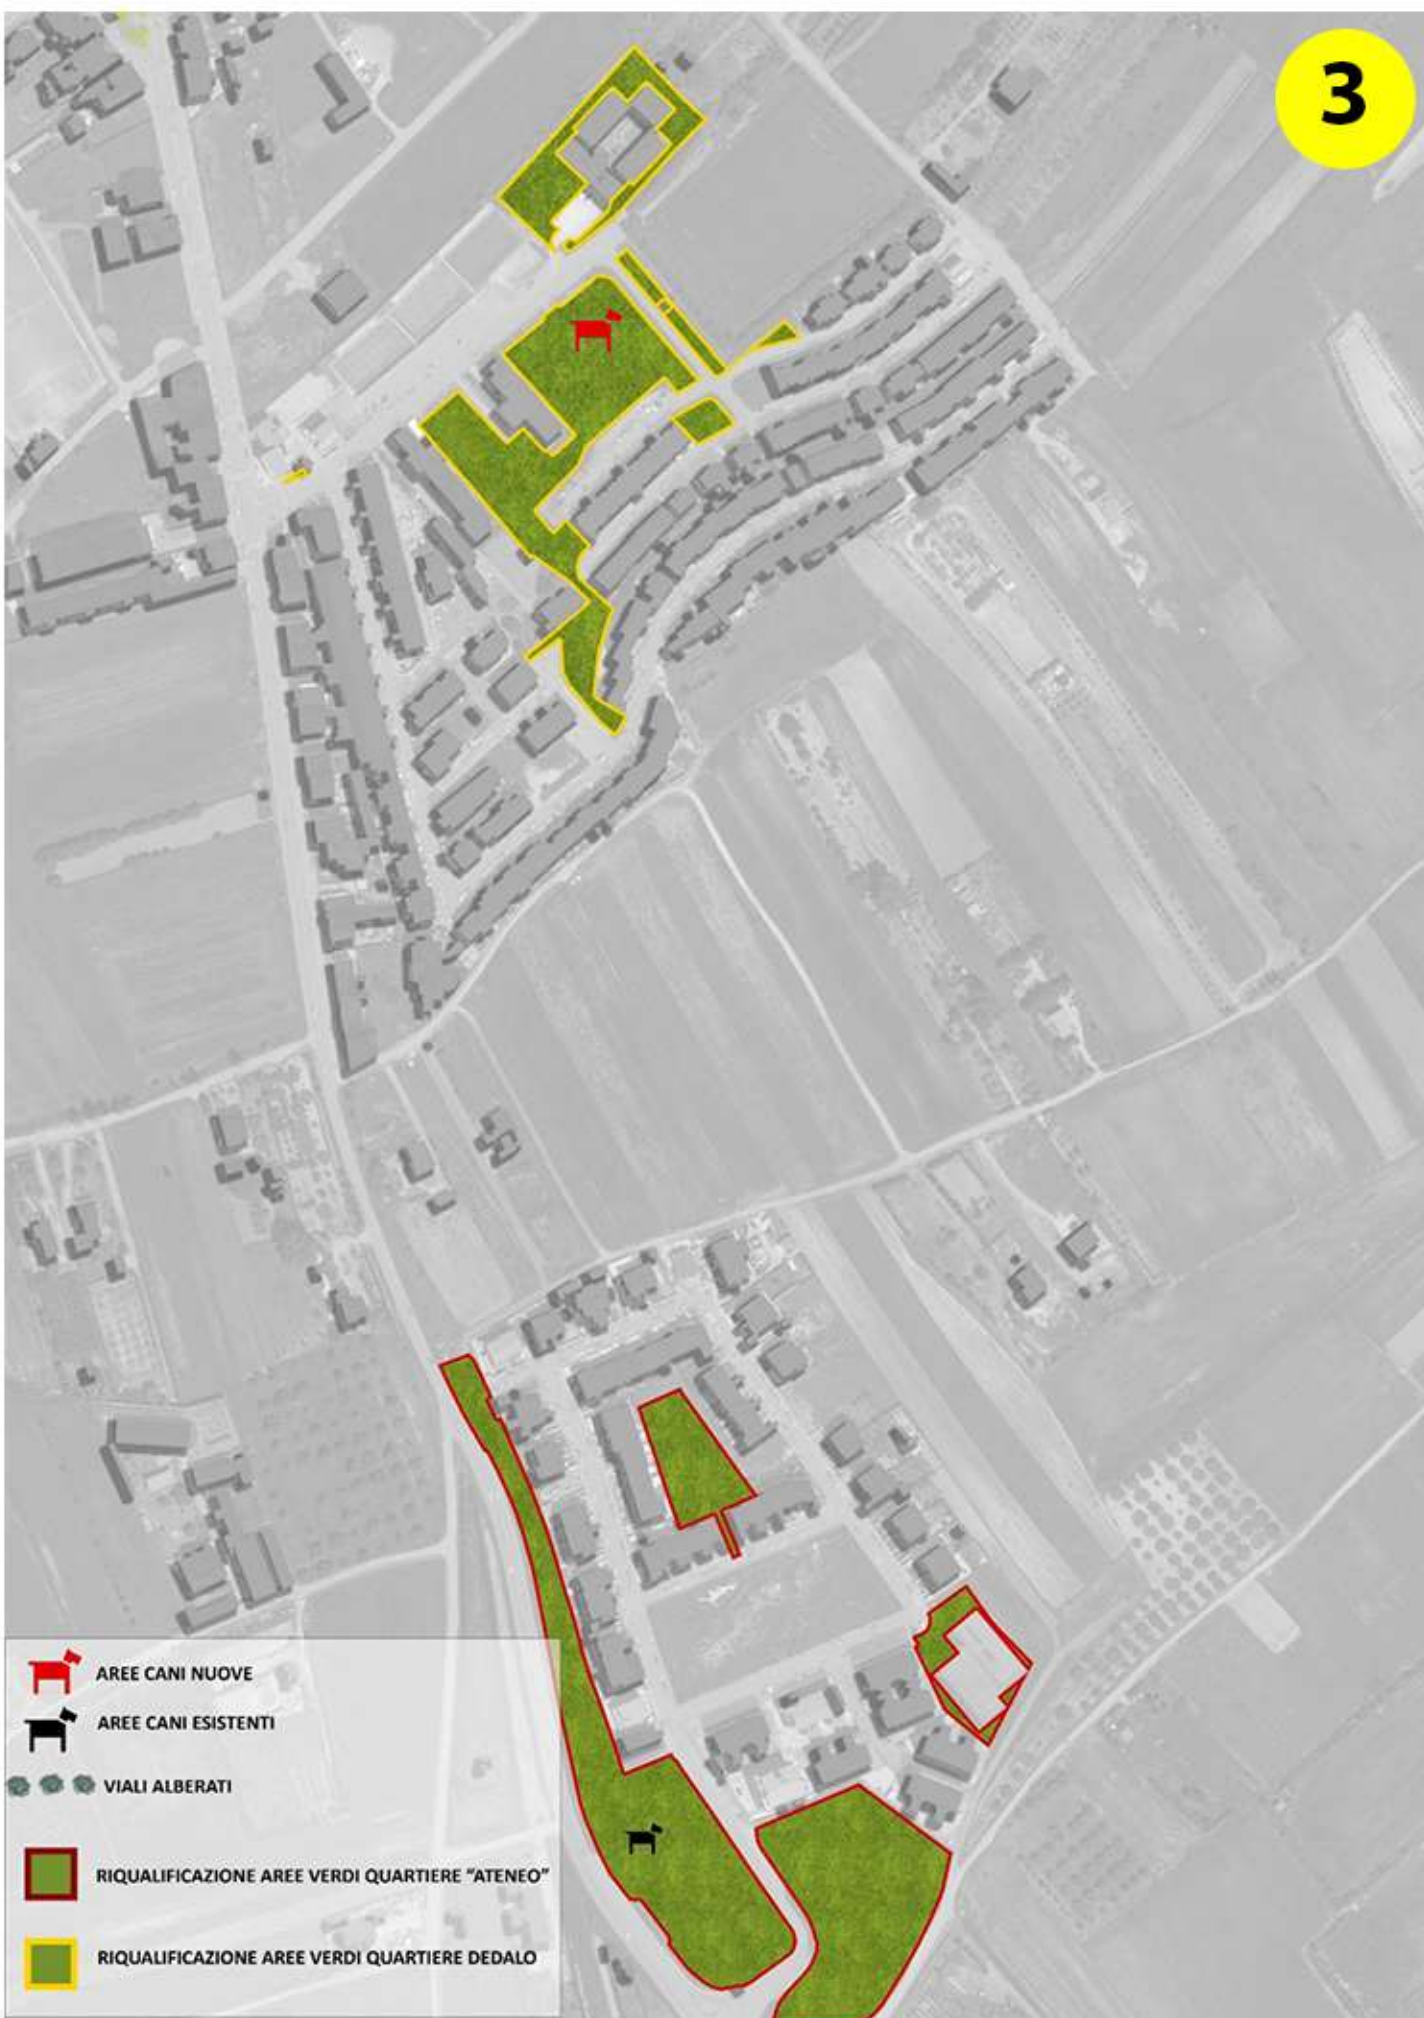 3
AREE CANI NUOVE
AREE CANI ESISTENTI
VIALI ALBERATI
RIQUALIFICAZIONE AREE VERDI QUARTIERE “ATENEO”
RIQUALIFICAZIONE AREE VERDI QUARTIERE DEDALO